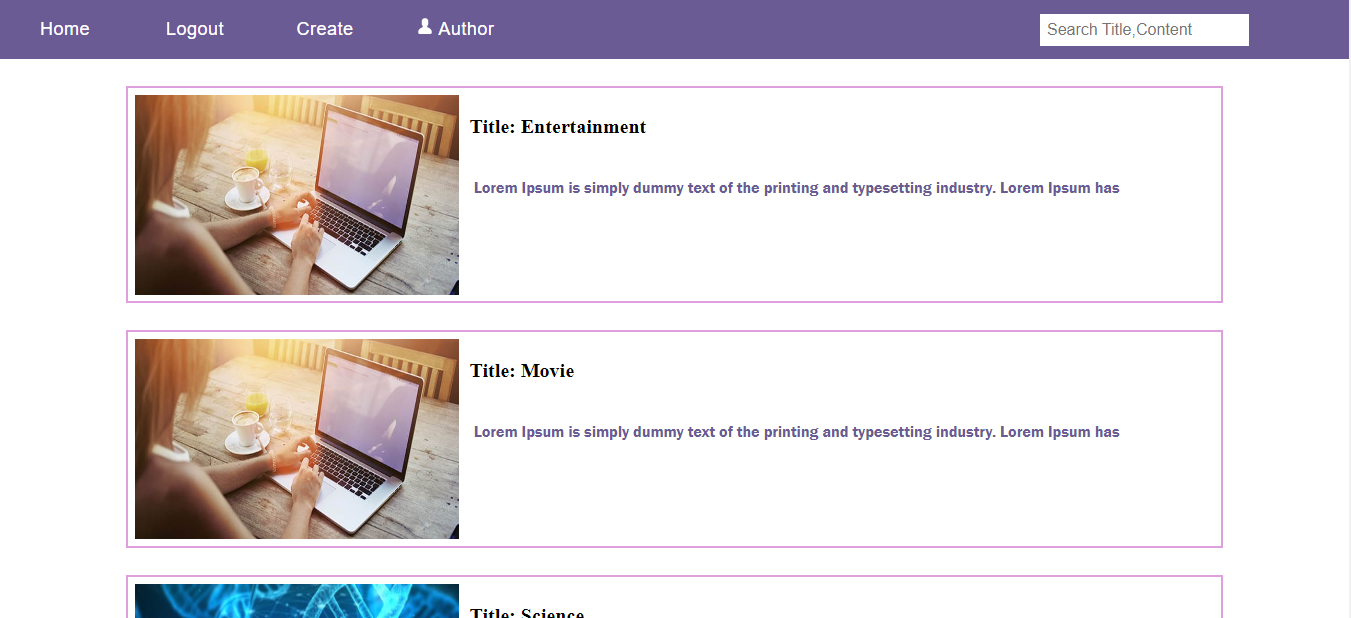 Home Logout Create Author Search Title,Content
Title: Entertainment
Lorem Ipsum is simply dummy text of the printing and typesetting industry. Lorem Ipsum has
Title: Movie
Lorem Ipsum is simply dummy text of the printing and typesetting industry. Lorem Ipsum has
Title: Science